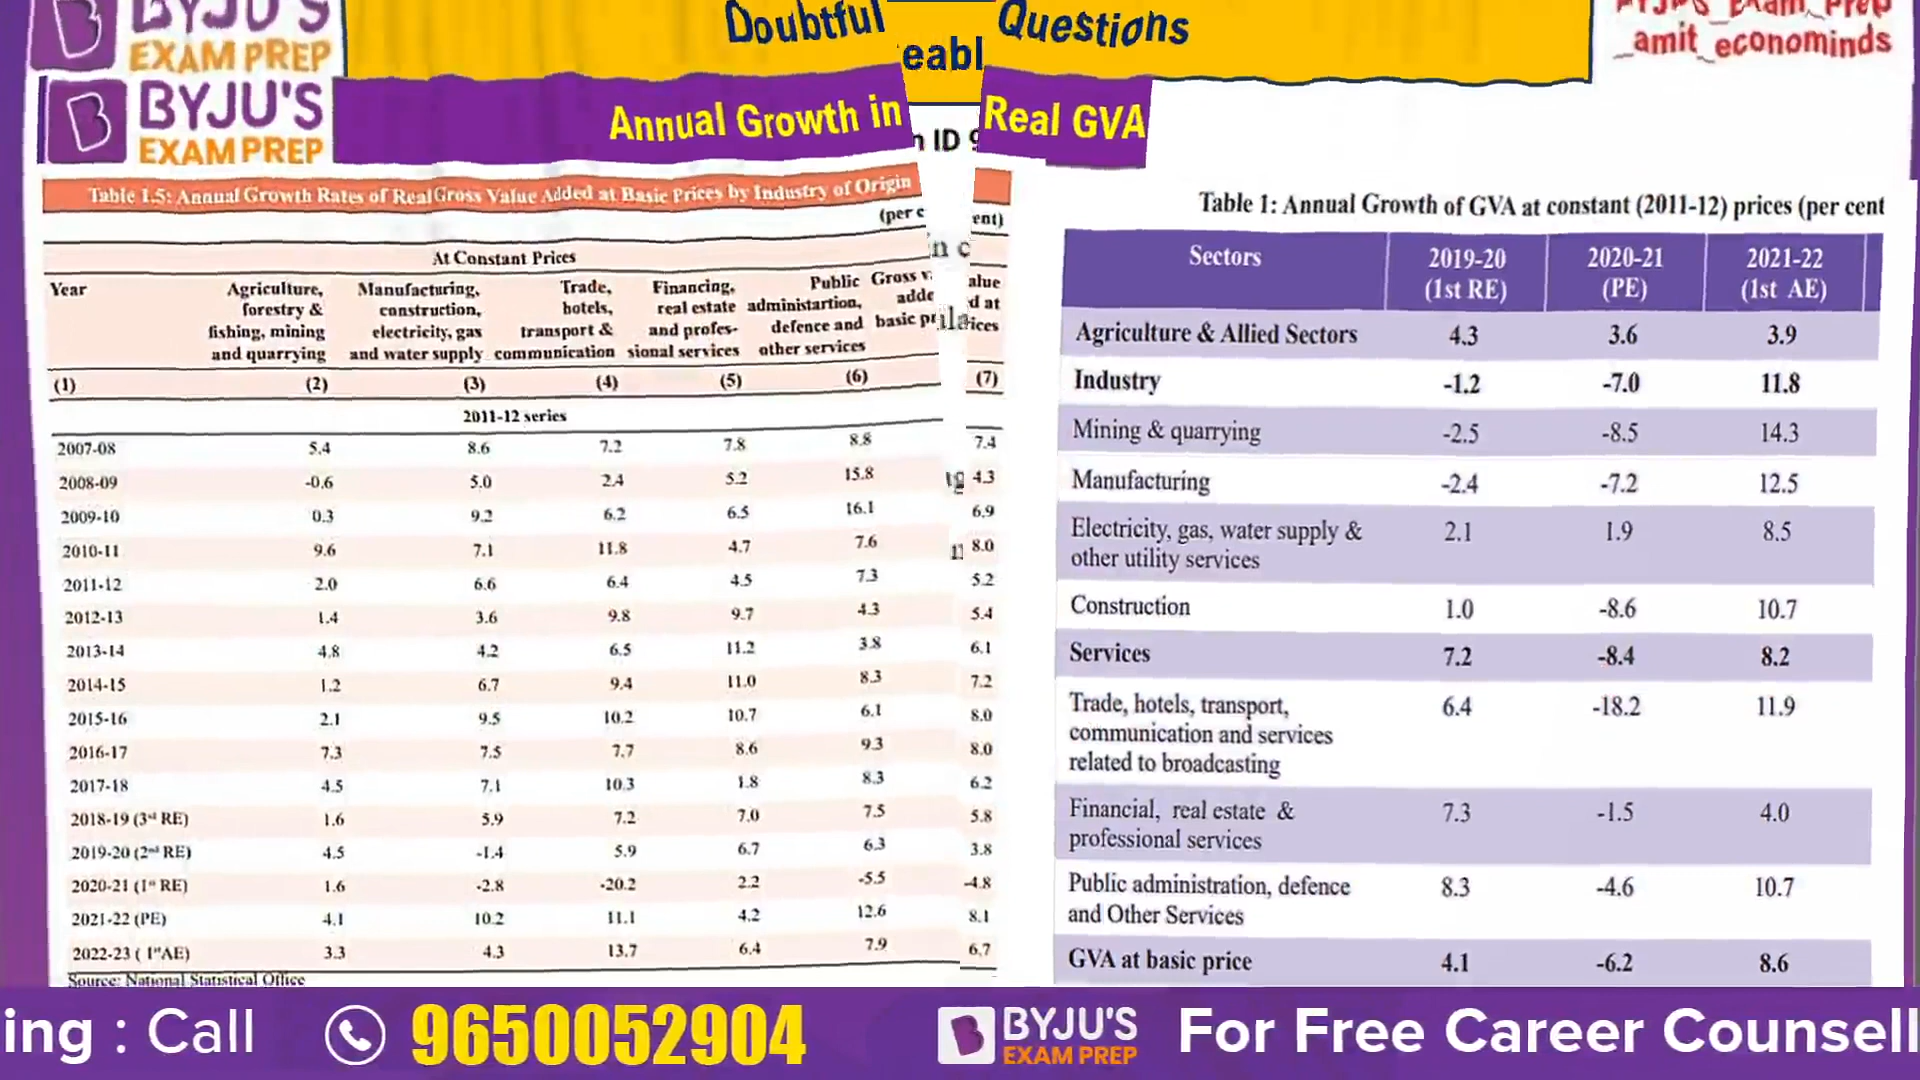 BYJU'S
EXAM PREP
Doubtful
eabl
Questions
_amit_econominds
BYJU'S
EXAM PREP
Annual Growth in Real GVA
ID 9
Table 1.5: Annual Growth Rates of Real Gross Value Added at Basic Prices by Industry of Origin
(per cent)
At Constant Prices
Year
Agriculture, forestry & fishing, mining and quarrying
Manufacturing, construction, electricity, gas and water supply
Trade, hotels, transport & communication
Financing, real estate and profes- sional services
Public administartion, defence and other services
Gross value added at basic prices
(1) (2) (3) (4) (5) (6) (7)
2011-12 series
2007-08 5.4 8.6 7.2 7.8 8.8 7.4
2008-09 -0.6 5.0 2.4 5.2 15.8 4.3
2009-10 0.3 9.2 6.2 6.5 16.1 6.9
2010-11 9.6 7.1 11.8 4.7 7.6 8.0
2011-12 2.0 6.6 6.4 4.5 7.3 5.2
2012-13 1.4 3.6 9.8 9.7 4.3 5.4
2013-14 4.8 4.2 6.5 11.2 3.8 6.1
2014-15 1.2 6.7 9.4 11.0 8.3 7.2
2015-16 2.1 9.5 10.2 10.7 6.1 8.0
2016-17 7.3 7.5 7.7 8.6 9.3 8.0
2017-18 4.5 7.1 10.3 1.8 8.3 6.2
2018-19 (3rd RE) 1.6 5.9 7.2 7.0 7.5 5.8
2019-20 (2nd RE) 4.5 -1.4 5.9 6.7 6.3 3.8
2020-21 (1st RE) 1.6 -2.8 -20.2 2.2 -5.5 -4.8
2021-22 (PE) 4.1 10.2 11.1 4.2 12.6 8.1
2022-23 ( 1st AE) 3.3 4.3 13.7 6.4 7.9 6.7
Source: National Statistical Office
Table 1: Annual Growth of GVA at constant (2011-12) prices (per cent
Sectors 2019-20 (1st RE) 2020-21 (PE) 2021-22 (1st AE)
Agriculture & Allied Sectors 4.3 3.6 3.9
Industry -1.2 -7.0 11.8
Mining & quarrying -2.5 -8.5 14.3
Manufacturing -2.4 -7.2 12.5
Electricity, gas, water supply & other utility services 2.1 1.9 8.5
Construction 1.0 -8.6 10.7
Services 7.2 -8.4 8.2
Trade, hotels, transport, communication and services related to broadcasting 6.4 -18.2 11.9
Financial, real estate & professional services 7.3 -1.5 4.0
Public administration, defence and Other Services 8.3 -4.6 10.7
GVA at basic price 4.1 -6.2 8.6
ing : Call 9650052904 BYJU'S EXAM PREP For Free Career Counsell